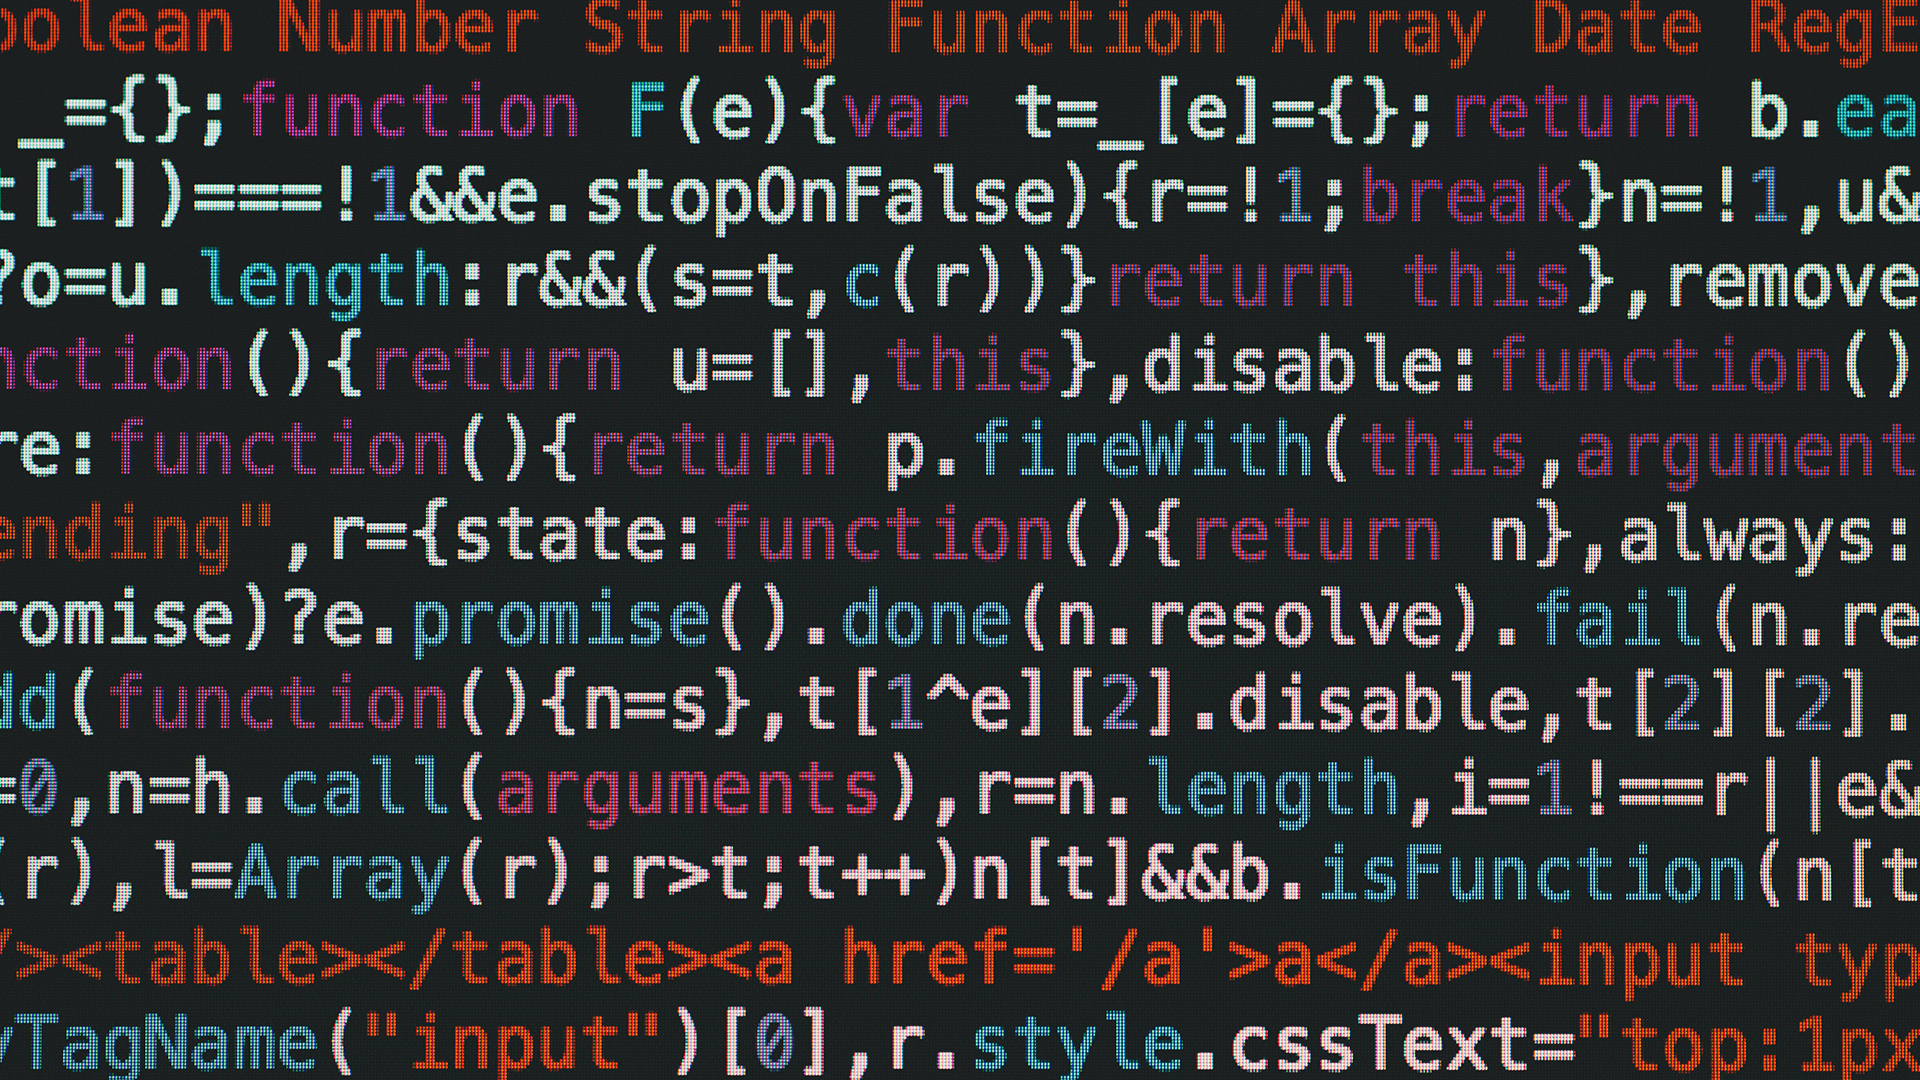 oolean Number String Function Array Date RegE
_={};function F(e){var t=_[e]={};return b.ea
t[1])===!1&&e.stopOnFalse){r=!1;break}n=!1,u&
?o=u.length:r&&(s=t,c(r))}return this},remove
nction(){return u=[],this},disable:function()
re:function(){return p.fireWith(this,argument
ending",r={state:function(){return n},always:
romise)?e.promise().done(n.resolve).fail(n.re
dd(function(){n=s},t[1^e][2].disable,t[2][2].
=0,n=h.call(arguments),r=n.length,i=1!==r||e&
(r),l=Array(r);r>t;t++)n[t]&&b.isFunction(n[t
/><table></table><a href='/a'>a</a><input typ
yTagName("input")[0],r.style.cssText="top:1px